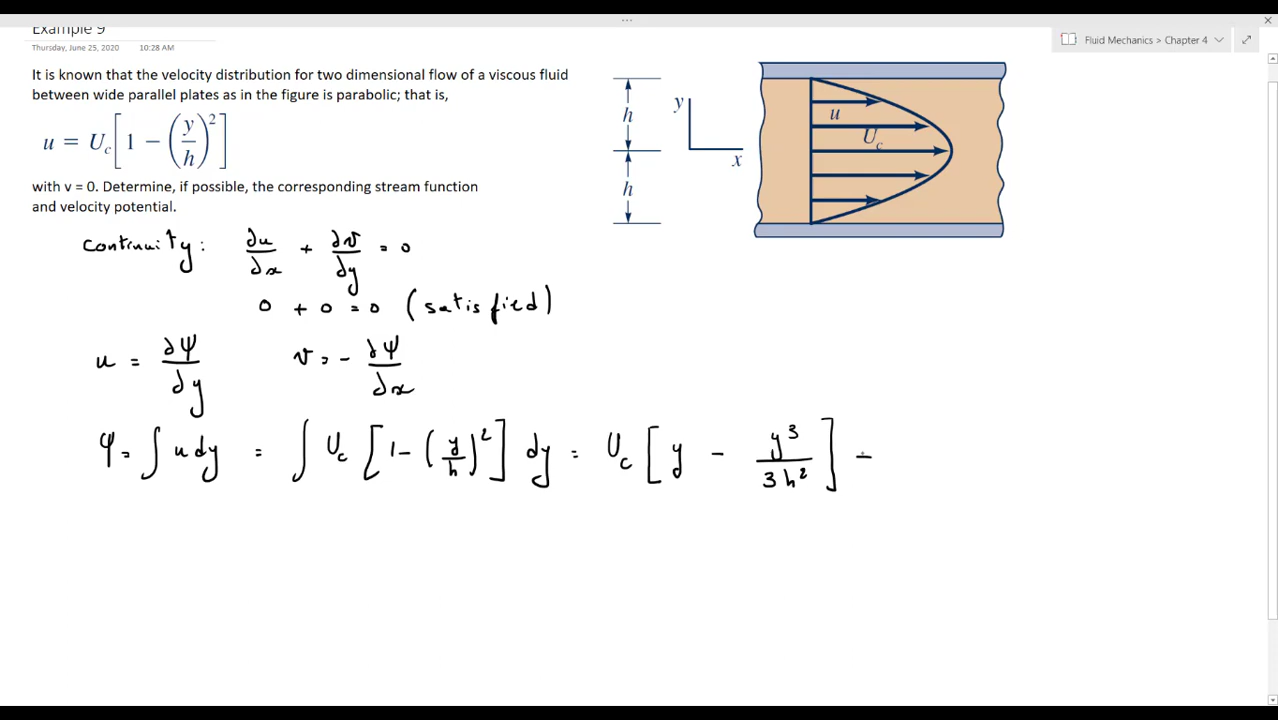 Example 9
Thursday, June 25, 2020 10:28 AM
Fluid Mechanics > Chapter 4
It is known that the velocity distribution for two dimensional flow of a viscous fluid
between wide parallel plates as in the figure is parabolic; that is,
u = U_c[1 − (y/h)^2]
with v = 0. Determine, if possible, the corresponding stream function
and velocity potential.
h
h
y
x
u
U_c
continuity: ∂u/∂x + ∂v/∂y = 0
0 + 0 = 0 (satisfied)
u = ∂ψ/∂y v = - ∂ψ/∂x
ψ = ∫ u dy = ∫ U_c [1 - (y/h)^2] dy = U_c [y - y^3/3h^2] -